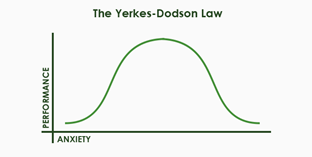 The Yerkes-Dodson Law
PERFORMANCE
ANXIETY